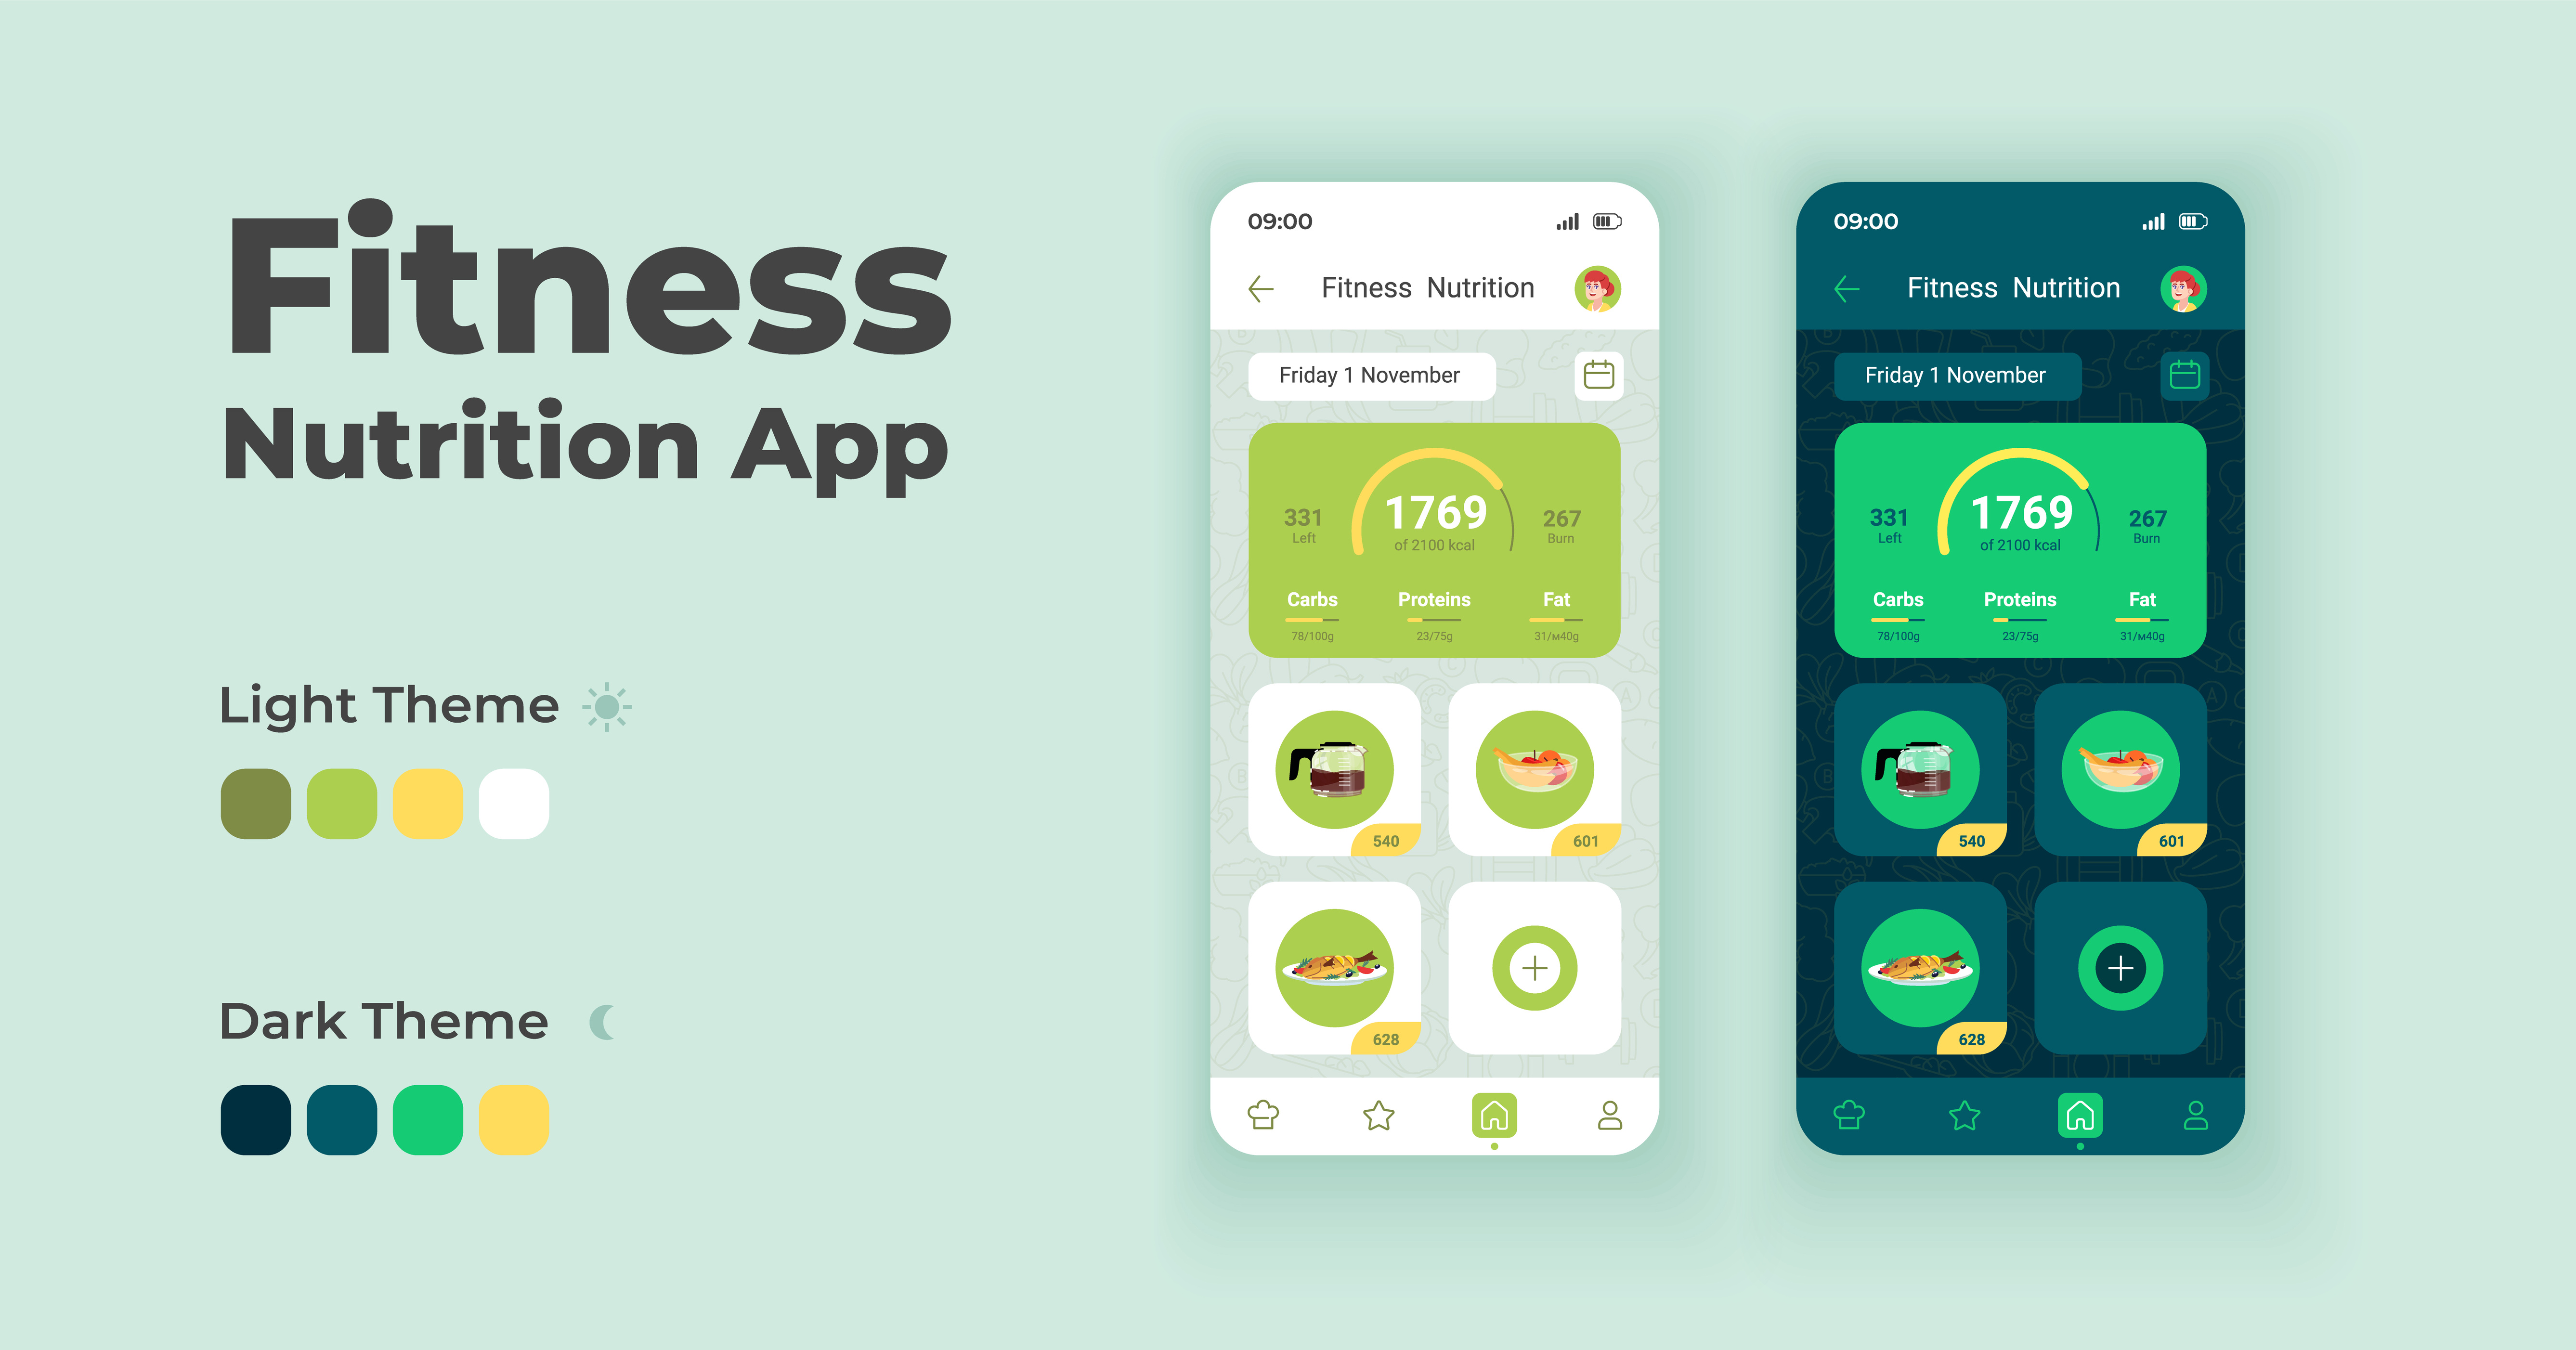 Fitness
Nutrition App
Light Theme
Dark Theme
09:00
Fitness Nutrition
Friday 1 November
331
Left
1769
of 2100 kcal
267
Burn
Carbs
Proteins
Fat
78/100g
23/75g
31/м40g
540
601
628
09:00
Fitness Nutrition
Friday 1 November
331
Left
1769
of 2100 kcal
267
Burn
Carbs
Proteins
Fat
78/100g
23/75g
31/м40g
540
601
628